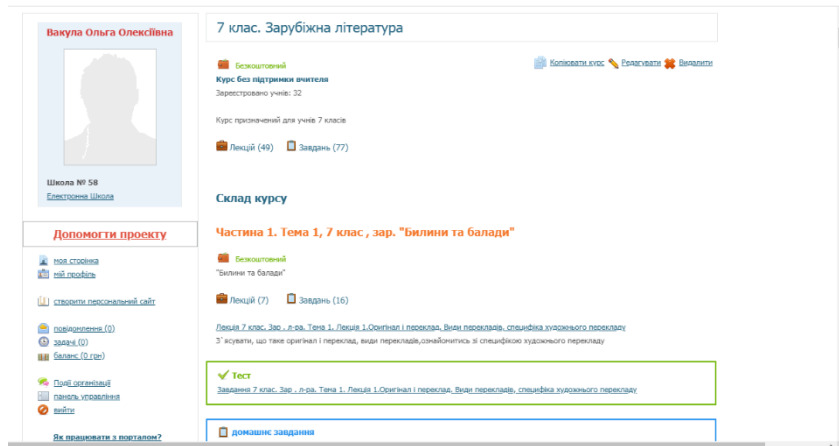 Вакула Ольга Олексіївна
Школа № 58
Електронна Школа
Допомогти проекту
моя сторінка
мій профіль
створити персональний сайт
повідомлення (0)
задачі (0)
баланс (0 грн)
Події організації
панель управління
вийти
Як працювати з порталом?
7 клас. Зарубіжна література
Безкоштовний
Копіювати курс Редагувати Видалити
Курс без підтримки вчителя
Зареєстровано учнів: 32
Курс призначений для учнів 7 класів
Лекцій (49) Завдань (77)
Склад курсу
Частина 1. Тема 1, 7 клас , зар. "Билини та балади"
Безкоштовний
"Билини та балади"
Лекцій (7) Завдань (16)
Лекція 7 клас. Зар . л-ра. Тема 1. Лекція 1.Оригінал і переклад. Види перекладів, специфіка художнього перекладу
З`ясувати, що таке оригінал і переклад, види перекладів,ознайомитись зі специфікою художнього перекладу
Тест
Завдання 7 клас. Зар . л-ра. Тема 1. Лекція 1.Оригінал і переклад. Види перекладів, специфіка художнього перекладу
домашнє завдання